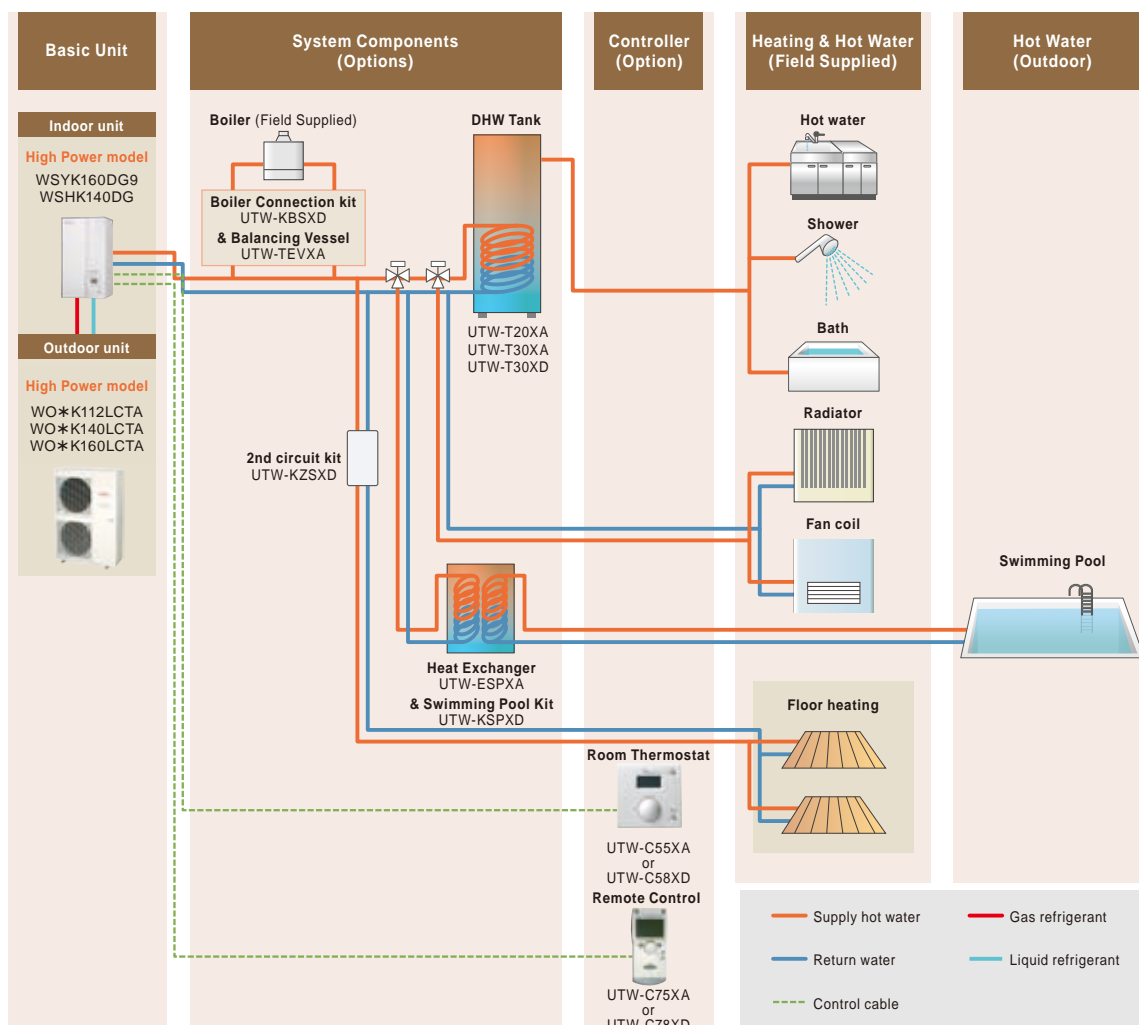 Basic Unit
System Components
(Options)
Controller
(Option)
Heating & Hot Water
(Field Supplied)
Hot Water
(Outdoor)
Indoor unit
High Power model
WSYK160DG9
WSHK140DG
Outdoor unit
High Power model
WO＊K112LCTA
WO＊K140LCTA
WO＊K160LCTA
Boiler (Field Supplied)
Boiler Connection kit
UTW-KBSXD
& Balancing Vessel
UTW-TEVXA
DHW Tank
UTW-T20XA
UTW-T30XA
UTW-T30XD
2nd circuit kit
UTW-KZSXD
Heat Exchanger
UTW-ESPXA
& Swimming Pool Kit
UTW-KSPXD
Room Thermostat
UTW-C55XA
or
UTW-C58XD
Remote Control
UTW-C75XA
or
UTW-C78XD
Hot water
Shower
Bath
Radiator
Fan coil
Floor heating
Swimming Pool
Supply hot water
Gas refrigerant
Return water
Liquid refrigerant
Control cable